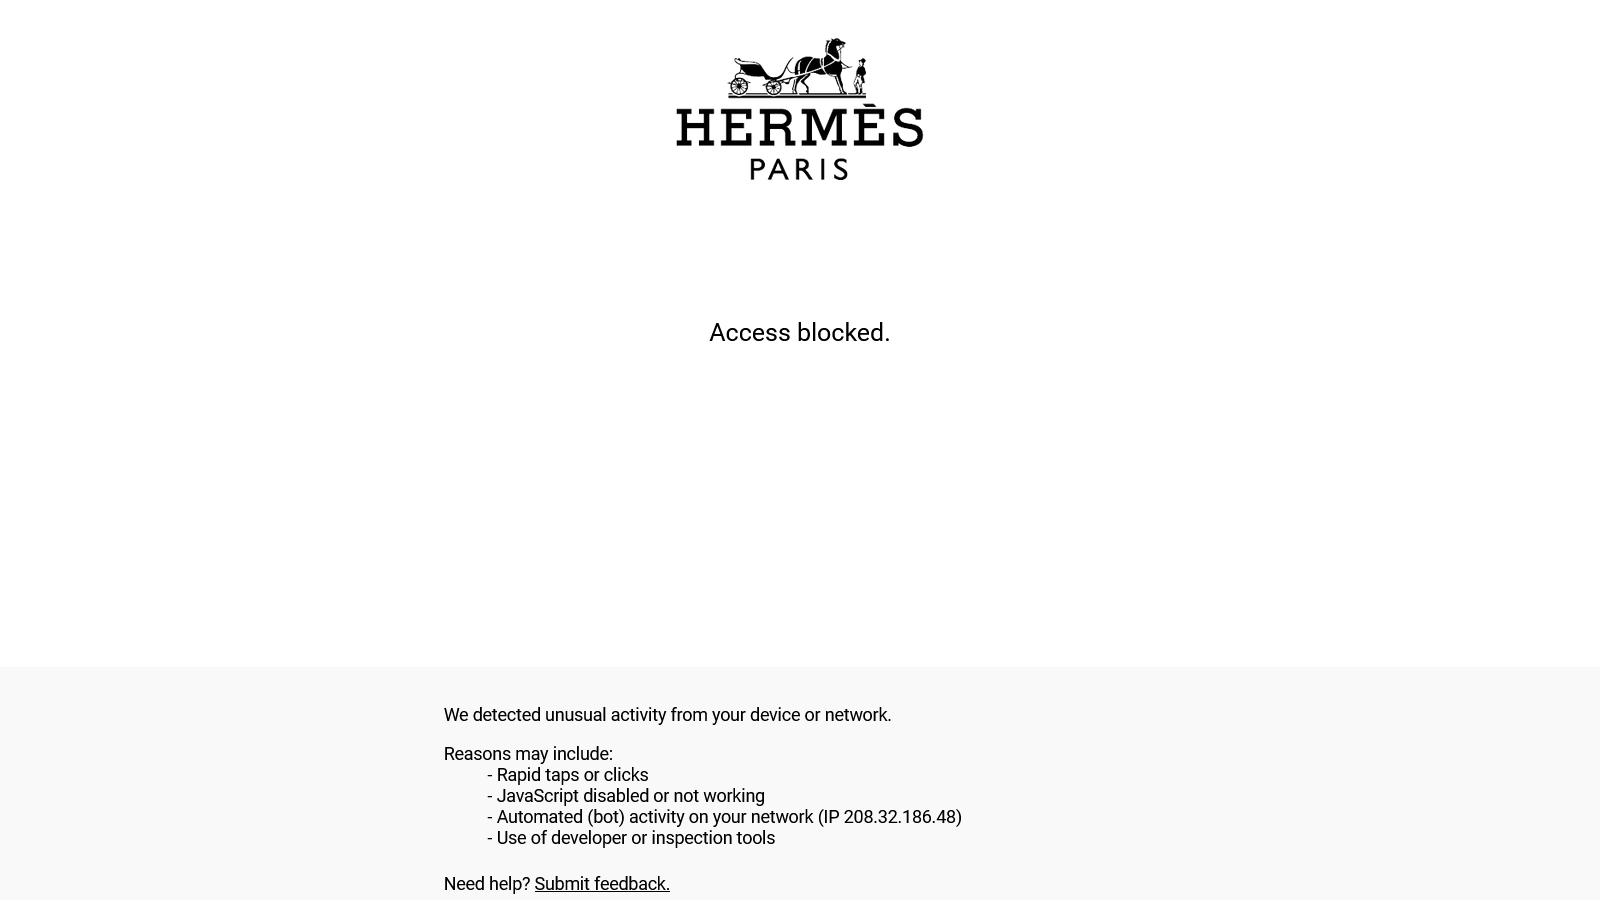 HERMÈS
PARIS
Access blocked.
We detected unusual activity from your device or network.
Reasons may include:
- Rapid taps or clicks
- JavaScript disabled or not working
- Automated (bot) activity on your network (IP 208.32.186.48)
- Use of developer or inspection tools
Need help? Submit feedback.